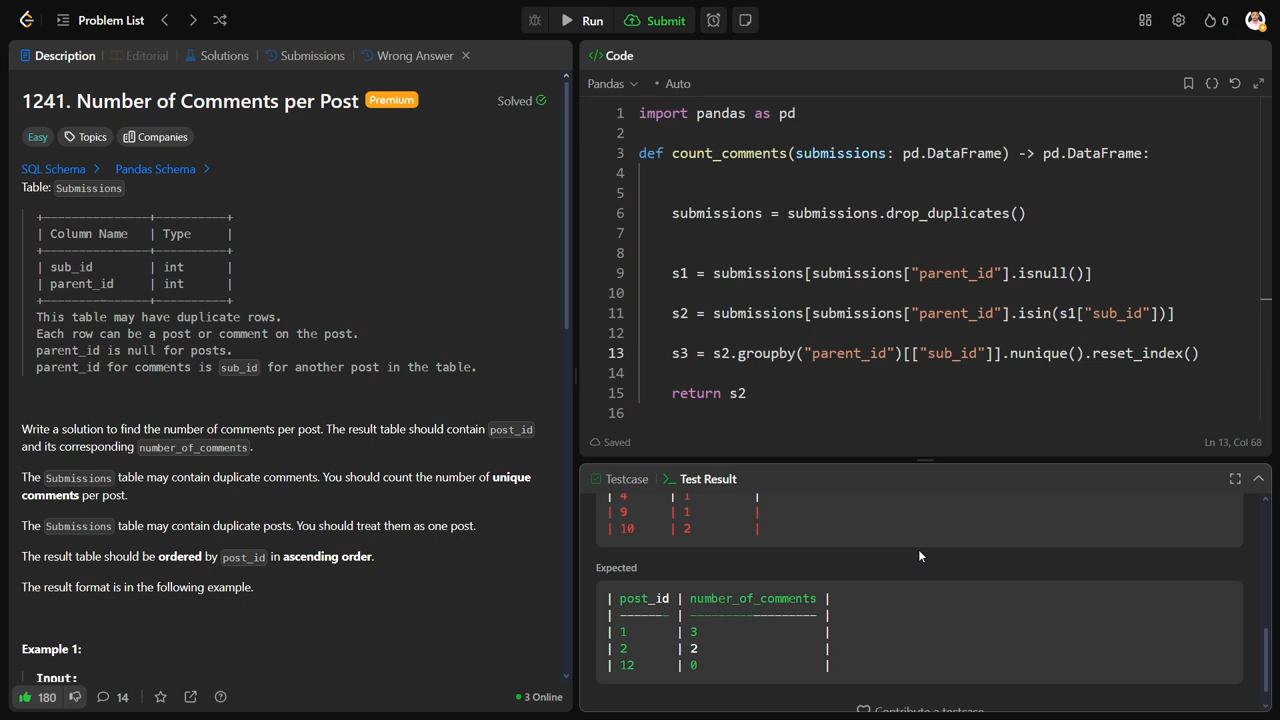 Problem List
Run
Submit
0
Description
Editorial
Solutions
Submissions
Wrong Answer
1241. Number of Comments per Post
Premium
Solved
Easy
Topics
Companies
SQL Schema >
Pandas Schema >
Table: Submissions
+---------------+----------+
| Column Name | Type |
+---------------+----------+
| sub_id | int |
| parent_id | int |
+---------------+----------+
This table may have duplicate rows.
Each row can be a post or comment on the post.
parent_id is null for posts.
parent_id for comments is sub_id for another post in the table.
Write a solution to find the number of comments per post. The result table should contain post_id
and its corresponding number_of_comments.
The Submissions table may contain duplicate comments. You should count the number of unique
comments per post.
The Submissions table may contain duplicate posts. You should treat them as one post.
The result table should be ordered by post_id in ascending order.
The result format is in the following example.
Example 1:
Input:
180
14
3 Online
</> Code
Pandas
Auto
1 import pandas as pd
2
3 def count_comments(submissions: pd.DataFrame) -> pd.DataFrame:
4
5
6 submissions = submissions.drop_duplicates()
7
8
9 s1 = submissions[submissions["parent_id"].isnull()]
10
11 s2 = submissions[submissions["parent_id"].isin(s1["sub_id"])]
12
13 s3 = s2.groupby("parent_id")[["sub_id"]].nunique().reset_index()
14
15 return s2
16
Saved
Ln 13, Col 68
Testcase
>_ Test Result
| 4 | 1 |
| 9 | 1 |
| 10 | 2 |
Expected
| post_id | number_of_comments |
| ------- | ------------------ |
| 1 | 3 |
| 2 | 2 |
| 12 | 0 |
Contribute a testcase